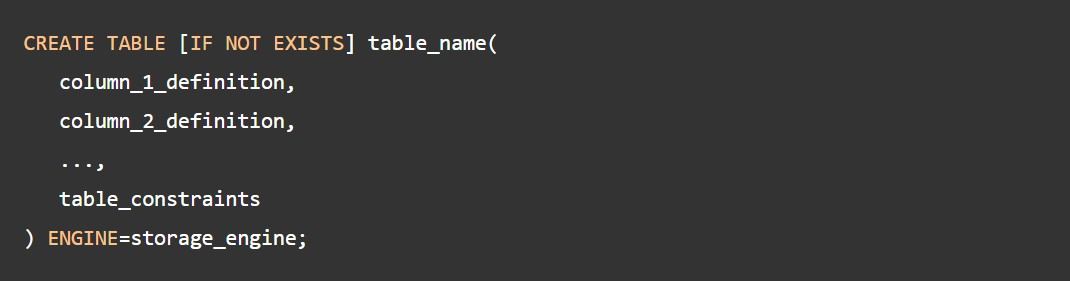 CREATE TABLE [IF NOT EXISTS] table_name(
   column_1_definition,
   column_2_definition,
   ...,
   table_constraints
) ENGINE=storage_engine;